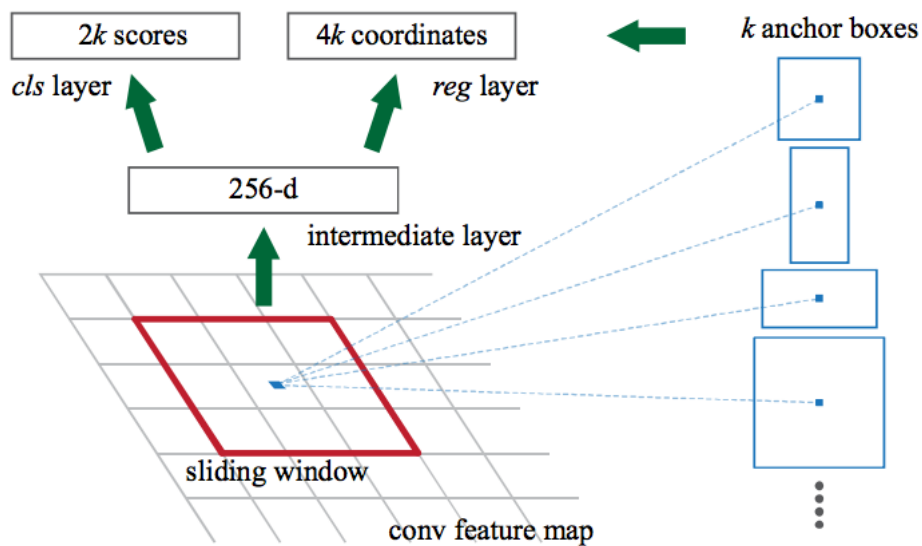 2k scores
4k coordinates
k anchor boxes
cls layer
reg layer
256-d
intermediate layer
sliding window
conv feature map